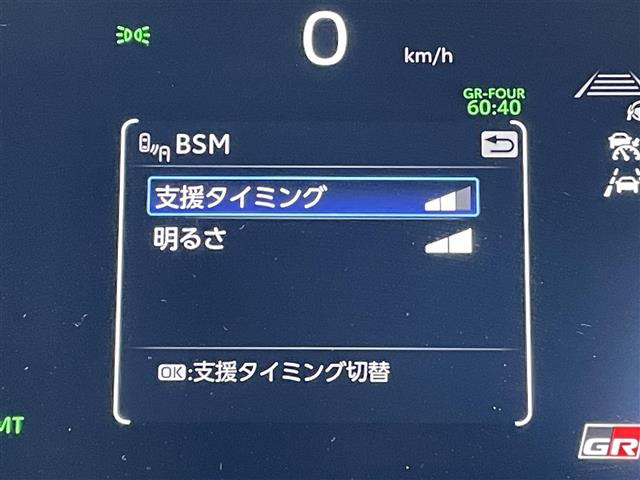 0
km/h
GR-FOUR
60:40
BSM
支援タイミング
明るさ
OK:支援タイミング切替
MT
GR